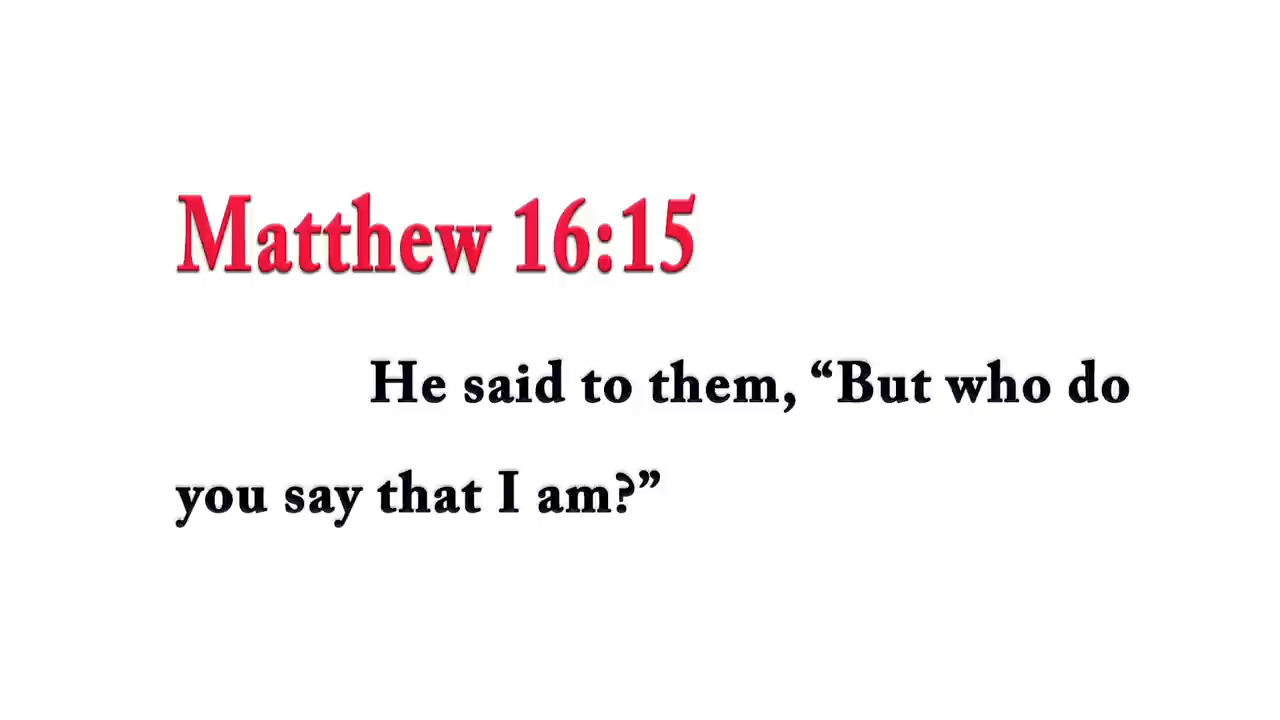 Matthew 16:15
He said to them, “But who do
you say that I am?”